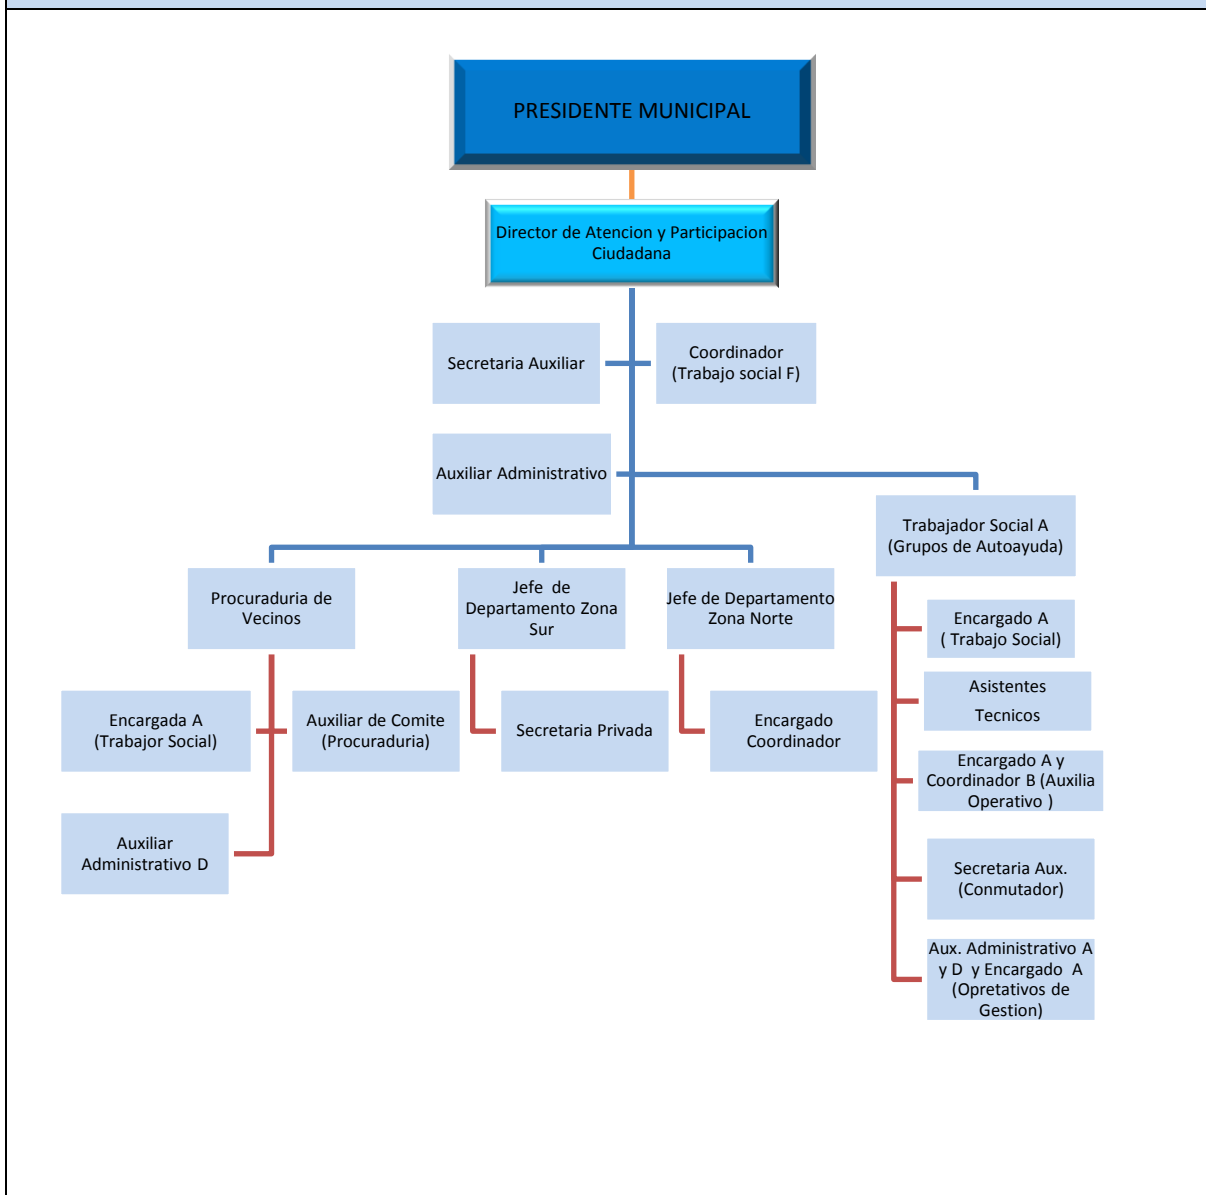 PRESIDENTE MUNICIPAL
Director de Atencion y Participacion
Ciudadana
Secretaria Auxiliar
Coordinador
(Trabajo social F)
Auxiliar Administrativo
Trabajador Social A
(Grupos de Autoayuda)
Procuraduria de
Vecinos
Jefe de
Departamento Zona
Sur
Jefe de Departamento
Zona Norte
Encargado A
( Trabajo Social)
Asistentes
Tecnicos
Encargada A
(Trabajor Social)
Auxiliar de Comite
(Procuraduria)
Secretaria Privada
Encargado
Coordinador
Encargado A y
Coordinador B (Auxilia
Operativo )
Auxiliar
Administrativo D
Secretaria Aux.
(Conmutador)
Aux. Administrativo A
y D y Encargado A
(Opretativos de
Gestion)